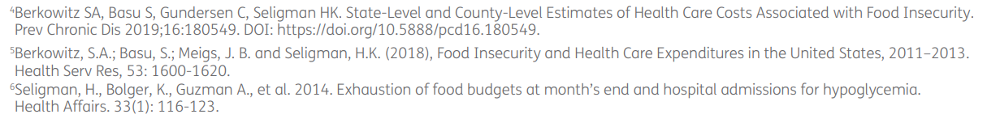 ⁴Berkowitz SA, Basu S, Gundersen C, Seligman HK. State-Level and County-Level Estimates of Health Care Costs Associated with Food Insecurity.
Prev Chronic Dis 2019;16:180549. DOI: https://doi.org/10.5888/pcd16.180549.
⁵Berkowitz, S.A.; Basu, S.; Meigs, J. B. and Seligman, H.K. (2018), Food Insecurity and Health Care Expenditures in the United States, 2011–2013.
Health Serv Res, 53: 1600-1620.
⁶Seligman, H., Bolger, K., Guzman A., et al. 2014. Exhaustion of food budgets at month’s end and hospital admissions for hypoglycemia.
Health Affairs. 33(1): 116-123.